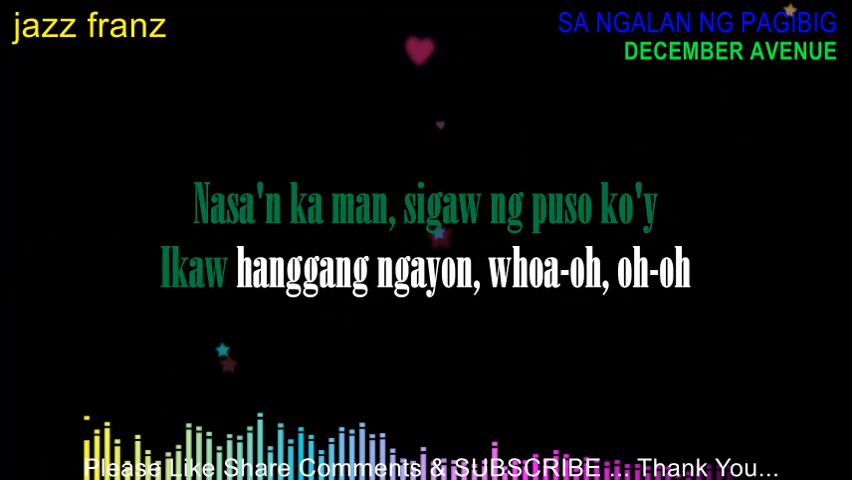 jazz franz
SA NGALAN NG PAGIBIG
DECEMBER AVENUE
Nasa'n ka man, sigaw ng puso ko'y
Ikaw hanggang ngayon, whoa-oh, oh-oh
Please Like Share Comments & SUBSCRIBE ... Thank You...